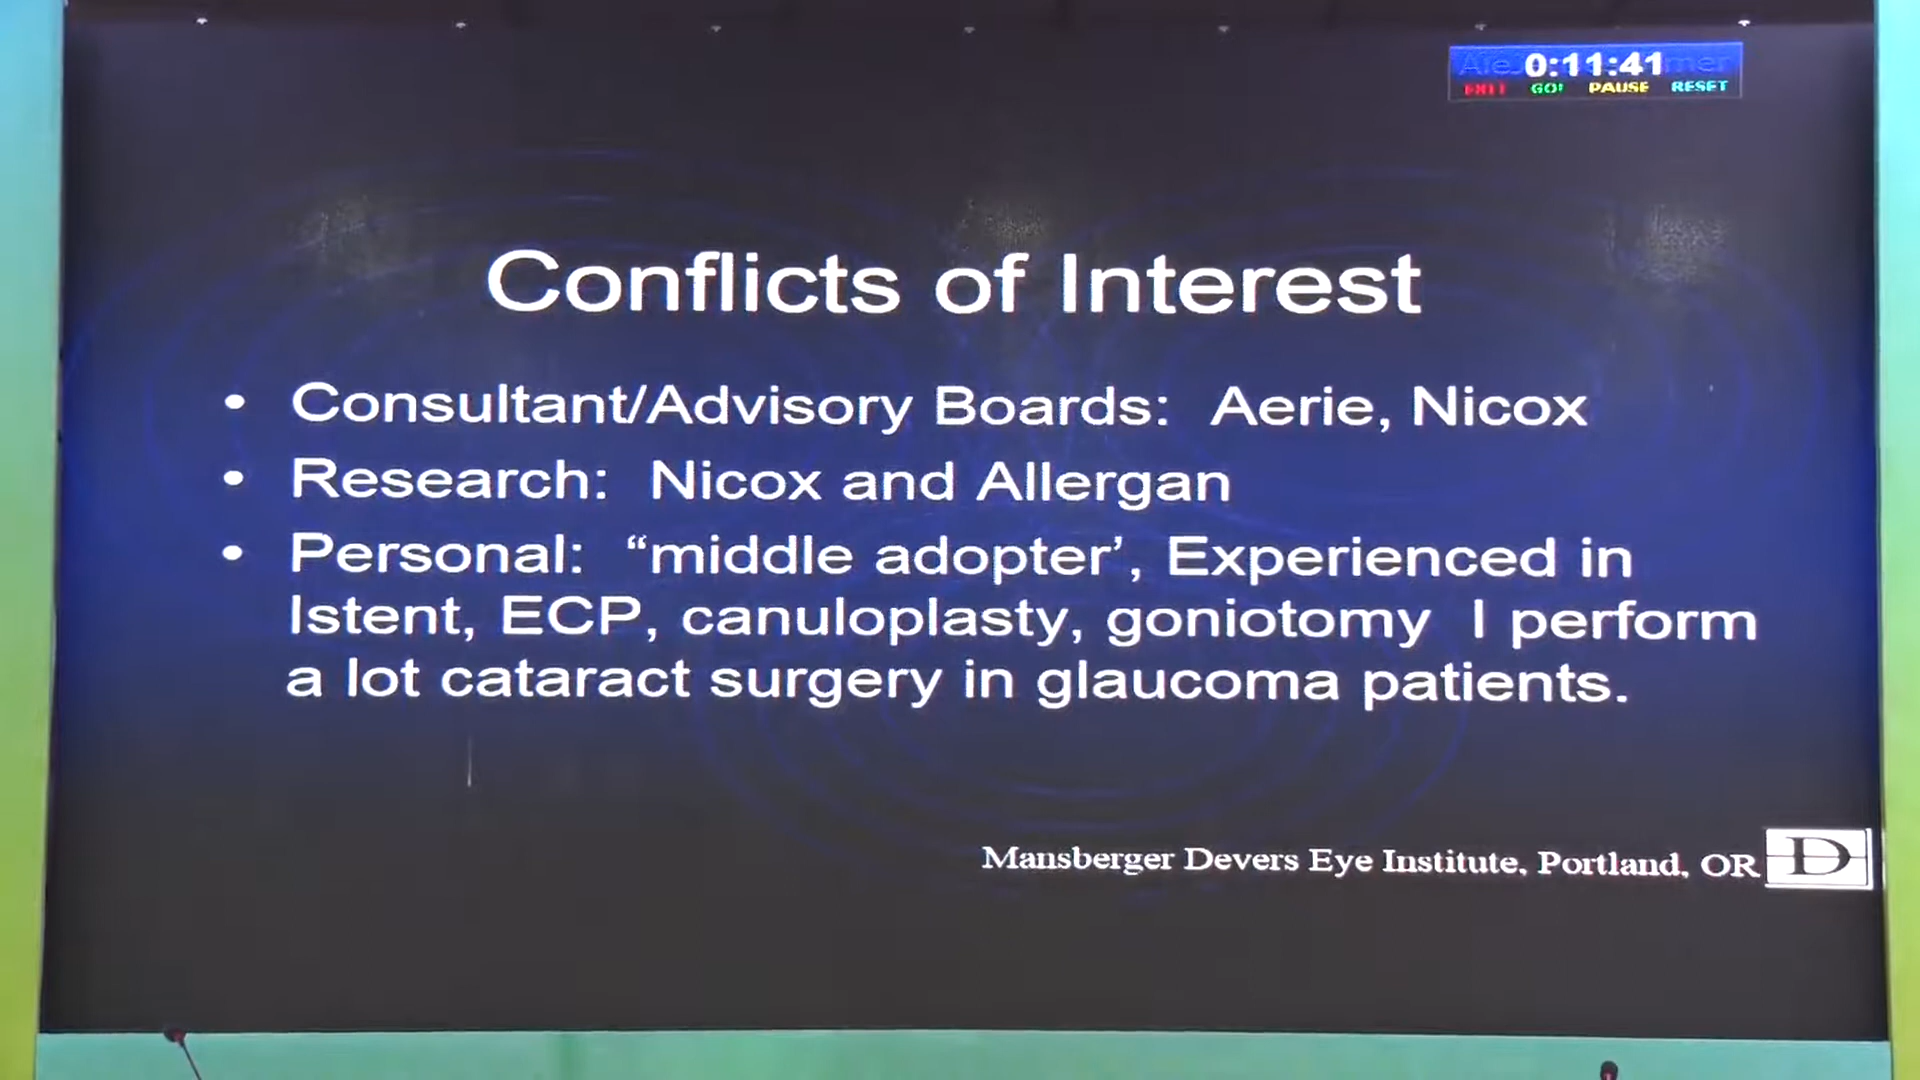 0:11:41
EXIT GO! PAUSE RESET
Conflicts of Interest
• Consultant/Advisory Boards: Aerie, Nicox
• Research: Nicox and Allergan
• Personal: “middle adopter’, Experienced in
Istent, ECP, canuloplasty, goniotomy I perform
a lot cataract surgery in glaucoma patients.
Mansberger Devers Eye Institute, Portland, OR D